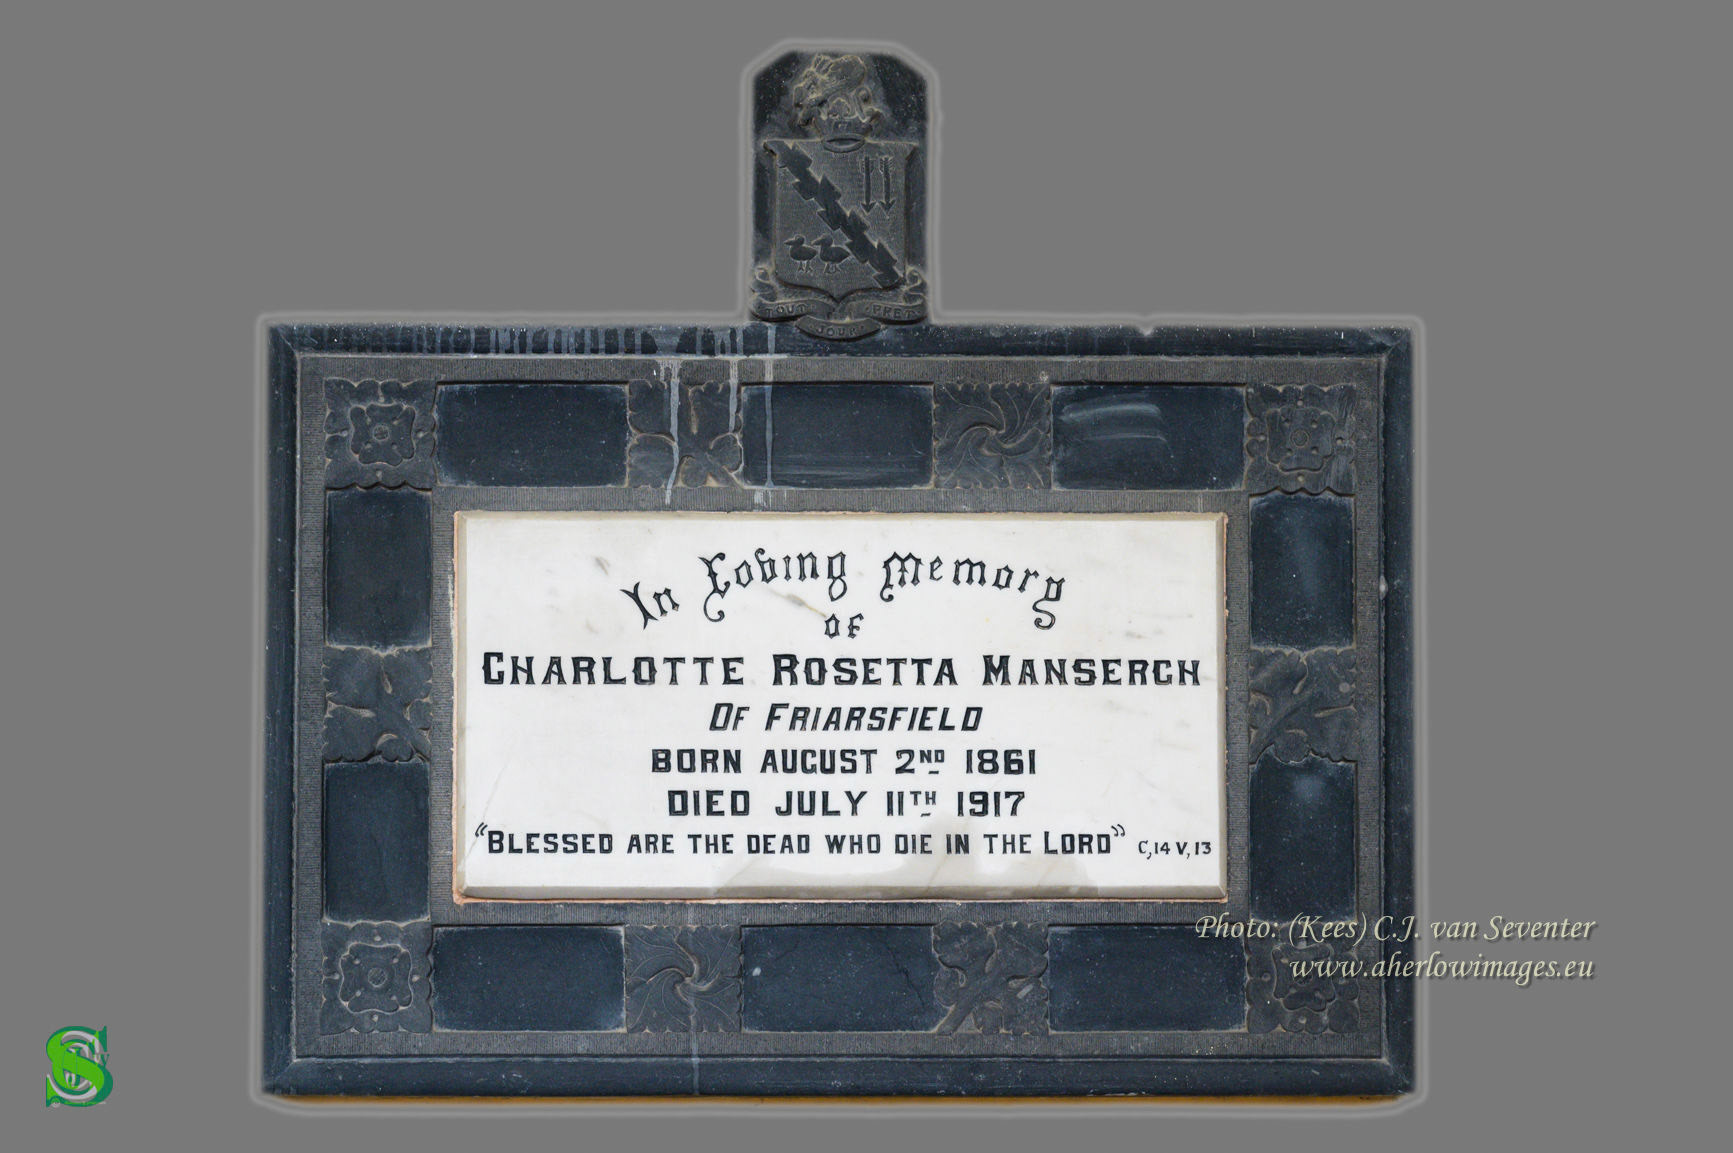 TOUT JOUR PRET
In Loving Memory
OF
CHARLOTTE ROSETTA MANSERGH
OF FRIARSFIELD
BORN AUGUST 2ND 1861
DIED JULY 11TH 1917
"BLESSED ARE THE DEAD WHO DIE IN THE LORD" C,14 V,13
Photo: (Kees) C.J. van Seventer
www.aherlowimages.eu